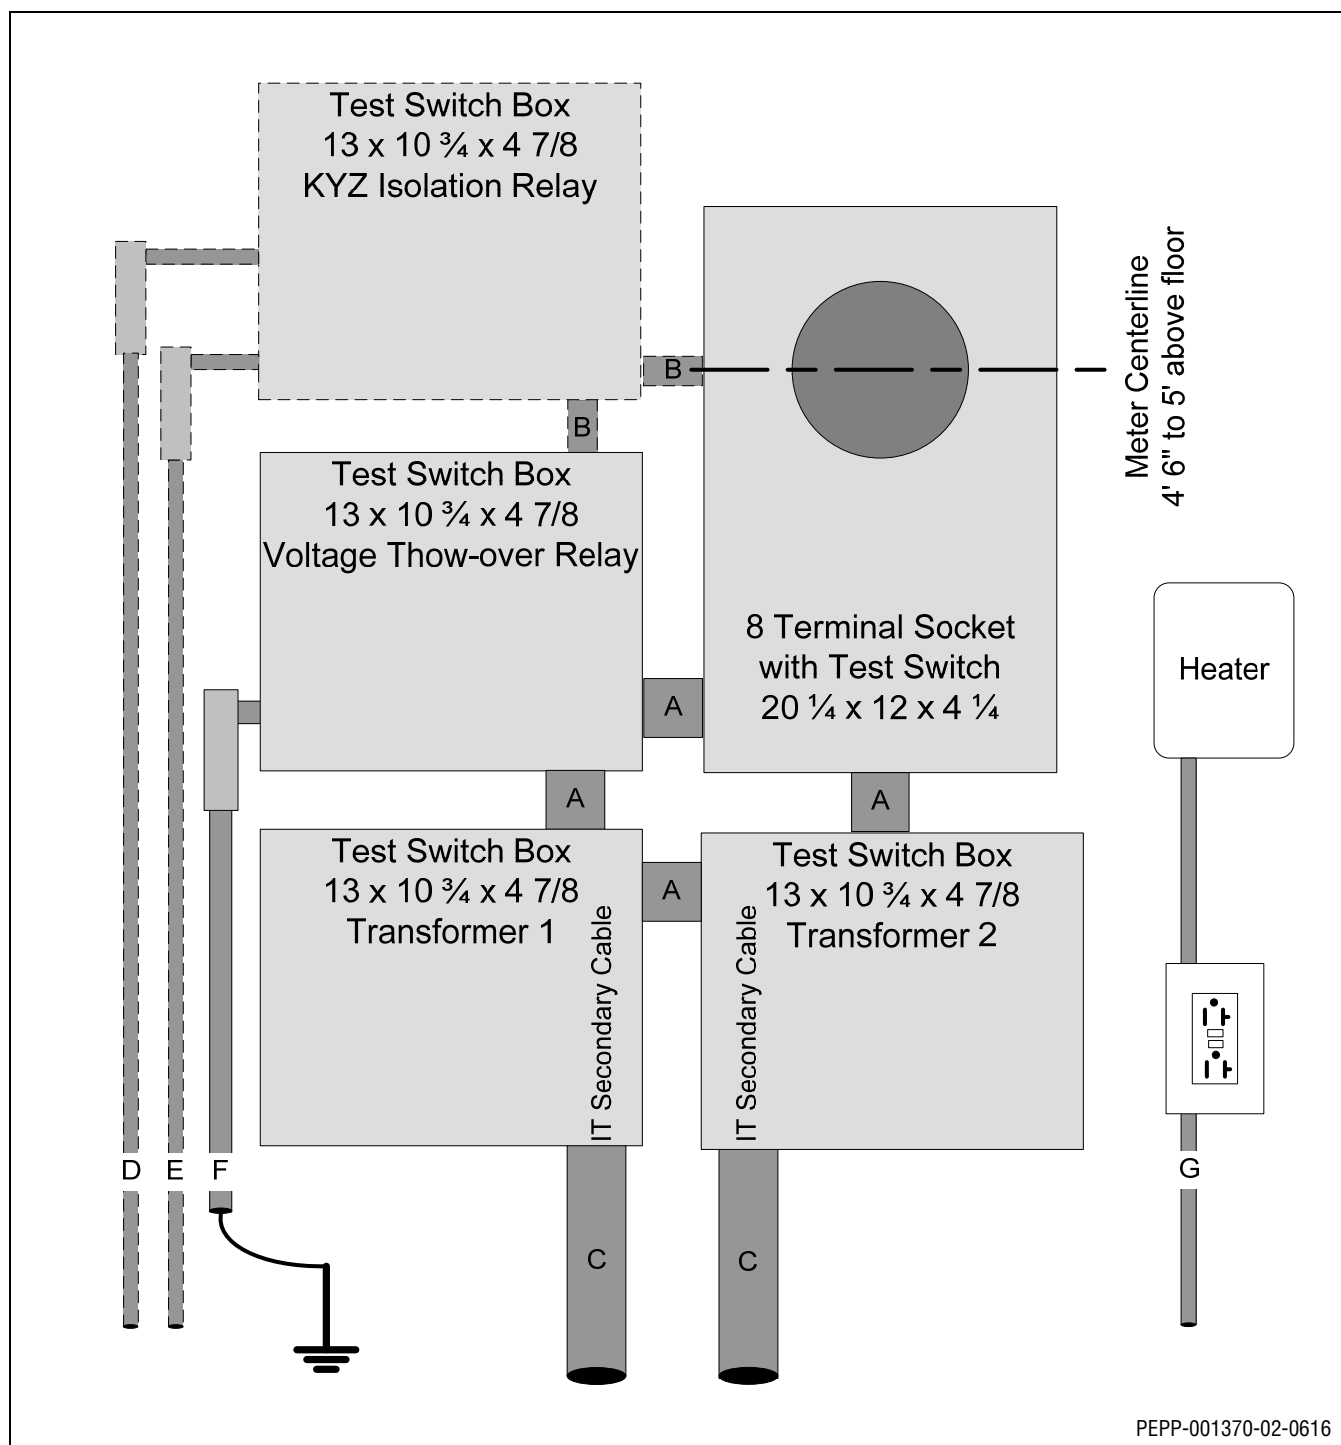 Test Switch Box
13 x 10 ¾ x 4 7/8
KYZ Isolation Relay
B
B
Meter Centerline
4' 6" to 5' above floor
Test Switch Box
13 x 10 ¾ x 4 7/8
Voltage Thow-over Relay
8 Terminal Socket
with Test Switch
20 ¼ x 12 x 4 ¼
Heater
A
A
A
Test Switch Box
13 x 10 ¾ x 4 7/8
Transformer 1
IT Secondary Cable
A
Test Switch Box
13 x 10 ¾ x 4 7/8
Transformer 2
IT Secondary Cable
D
E
F
G
C
C
PEPP-001370-02-0616